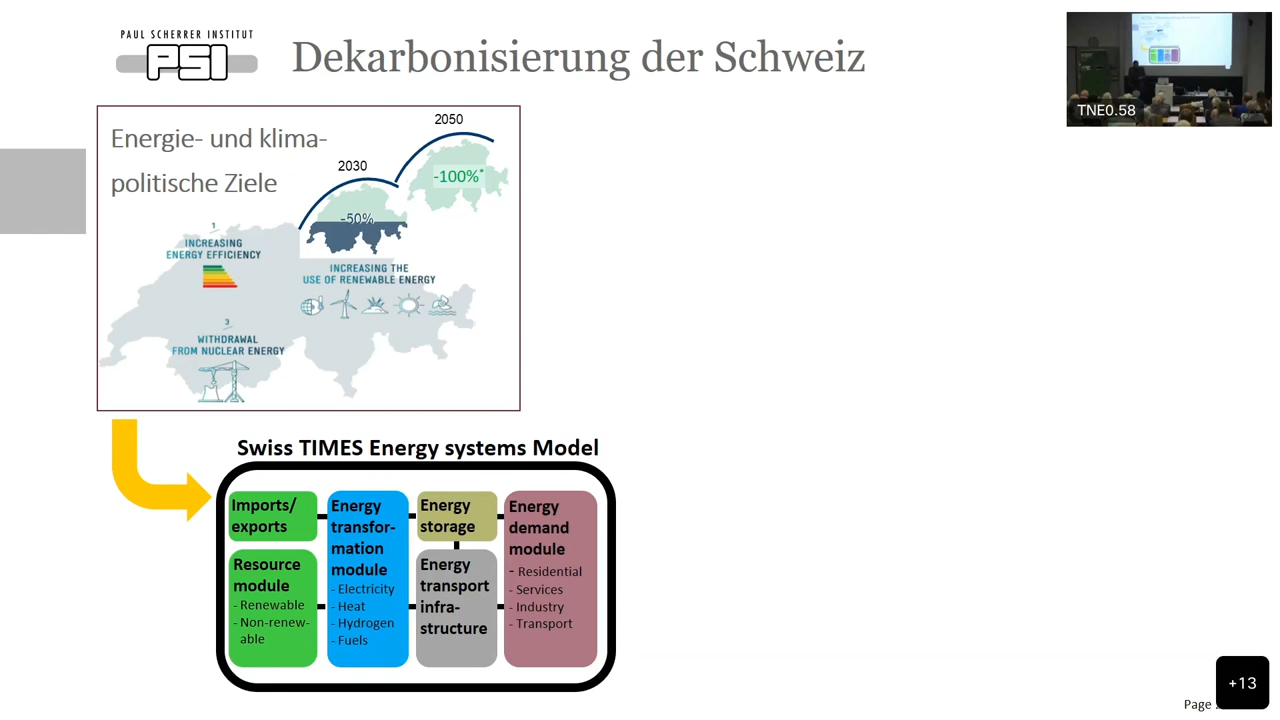 PAUL SCHERRER INSTITUT
PSI
Dekarbonisierung der Schweiz
TNE0.58
Energie- und klima-
politische Ziele
2050
-100%*
2030
-50%
1
INCREASING
ENERGY EFFICIENCY
INCREASING THE
USE OF RENEWABLE ENERGY
3
WITHDRAWAL
FROM NUCLEAR ENERGY
Swiss TIMES Energy systems Model
Imports/
exports
Resource
module
- Renewable
- Non-renew-
able
Energy
transfor-
mation
module
- Electricity
- Heat
- Hydrogen
- Fuels
Energy
storage
Energy
transport
infra-
structure
Energy
demand
module
- Residential
- Services
- Industry
- Transport
+13
Page